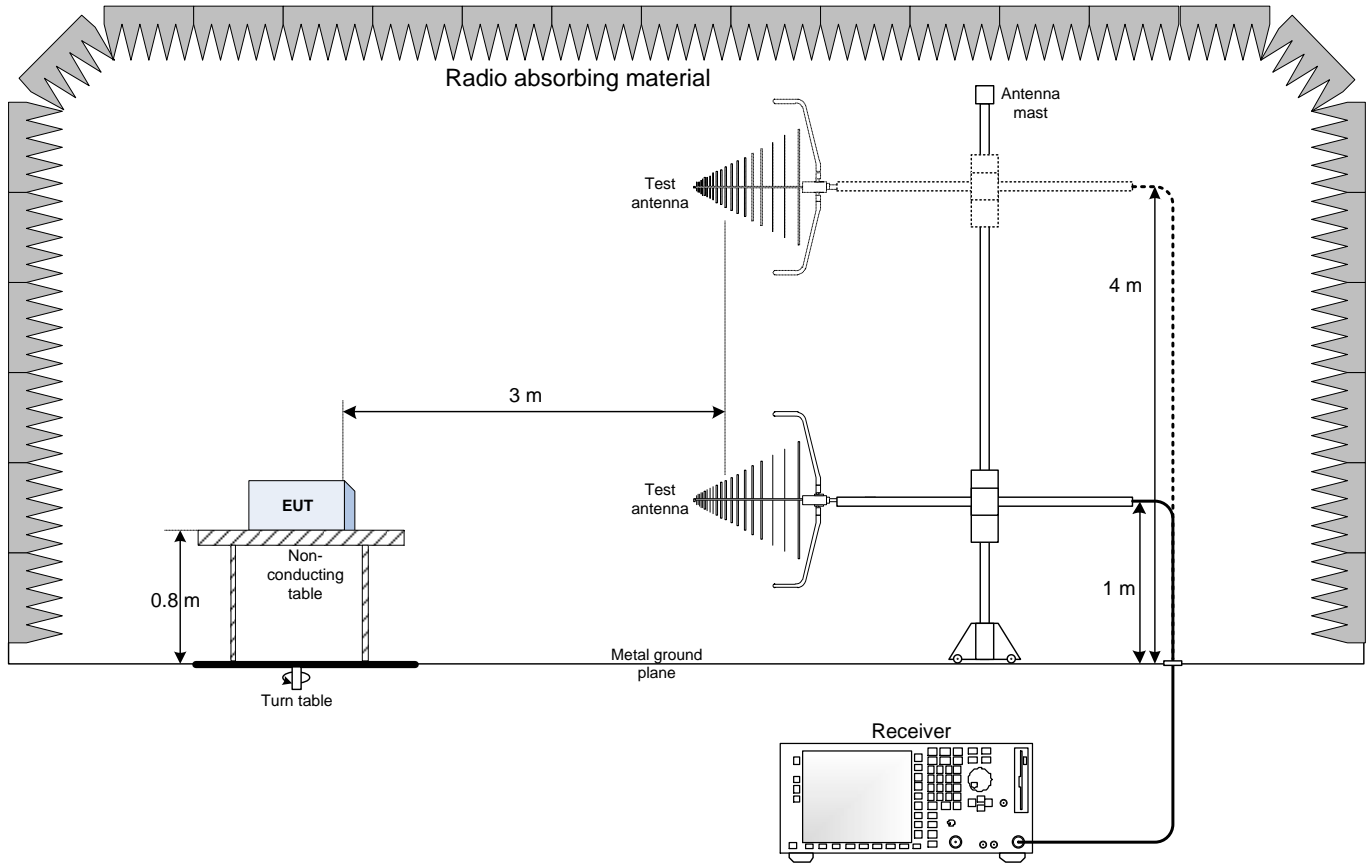 Radio absorbing material
Antenna
mast
Test
antenna
4 m
3 m
EUT
Test
antenna
Non-
conducting
table
0.8 m
1 m
Metal ground
plane
Turn table
Receiver